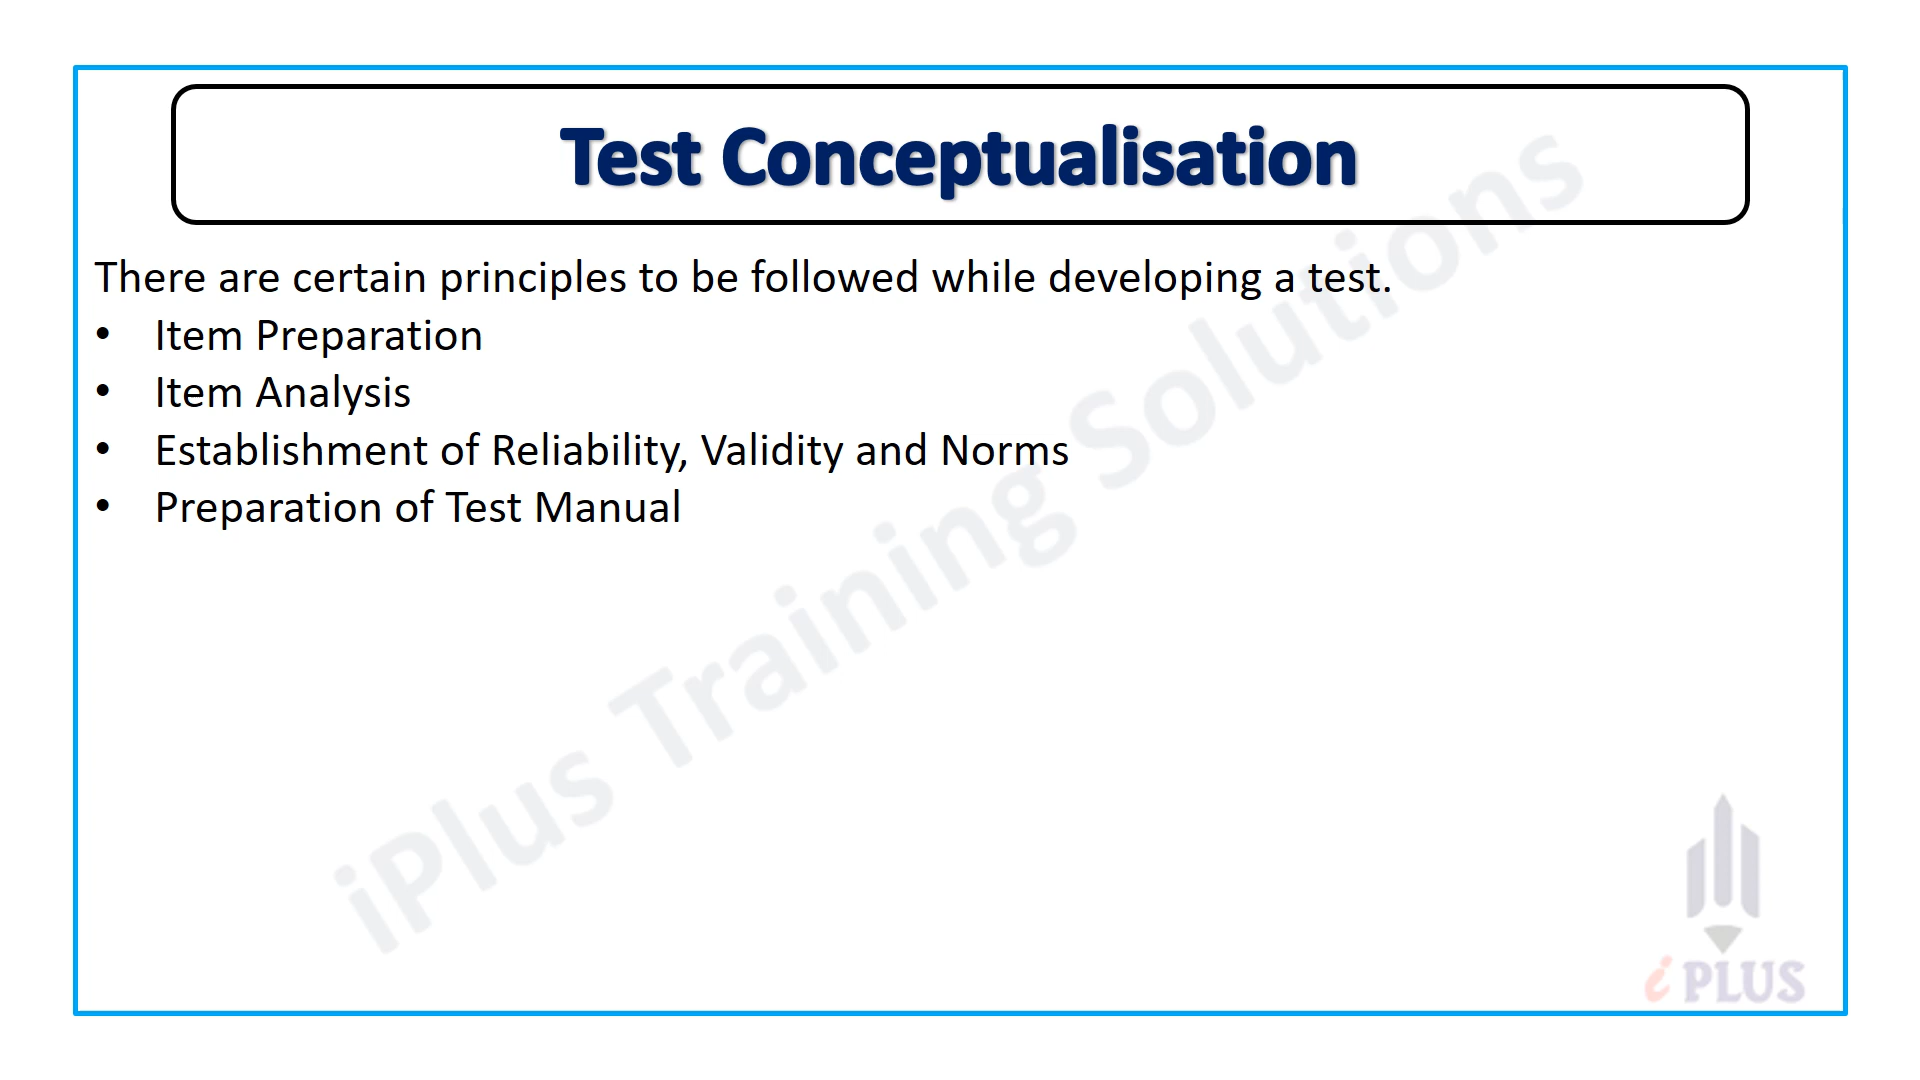 Test Conceptualisation
There are certain principles to be followed while developing a test.
• Item Preparation
• Item Analysis
• Establishment of Reliability, Validity and Norms
• Preparation of Test Manual
iPlus Training Solutions
i PLUS